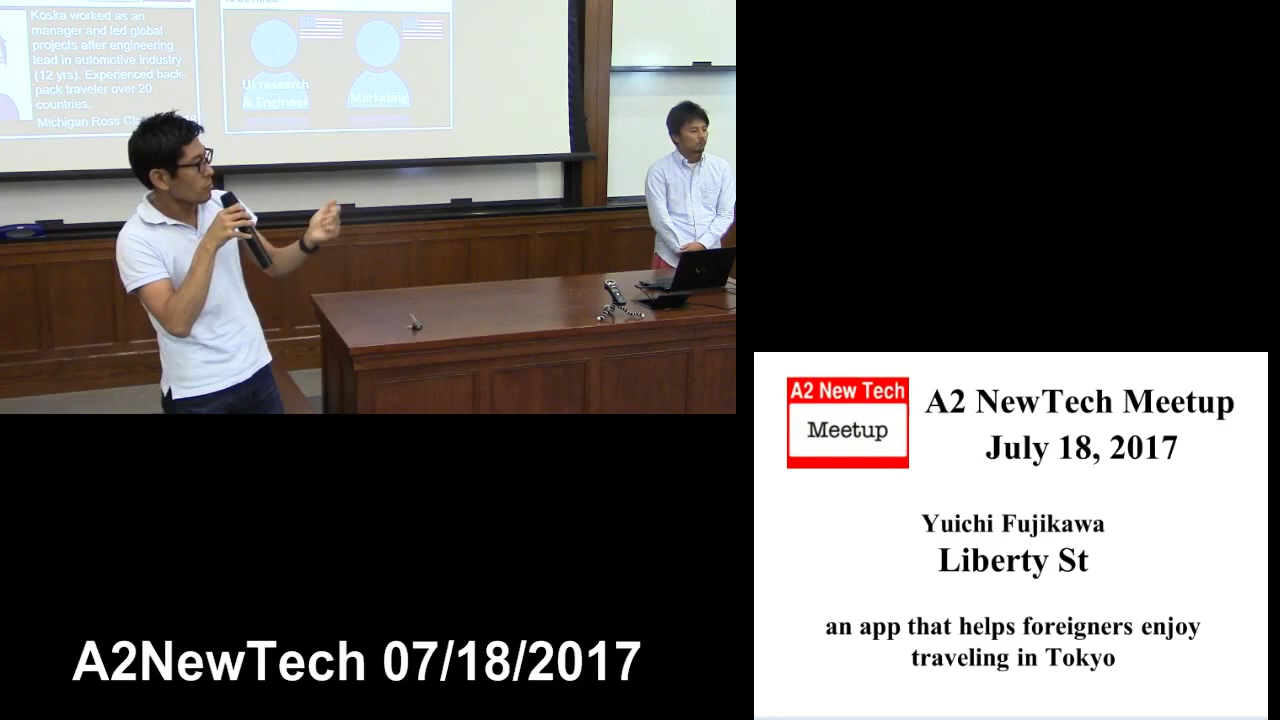 Koska worked as an
manager and led global
projects after engineering
lead in automotive industry
(12 yrs). Experienced back-
pack traveler over 20
countries.
Michigan Ross
UI research
& Engineer
Marketing
A2 New Tech
Meetup
A2 NewTech Meetup
July 18, 2017
Yuichi Fujikawa
Liberty St
an app that helps foreigners enjoy
traveling in Tokyo
A2NewTech 07/18/2017